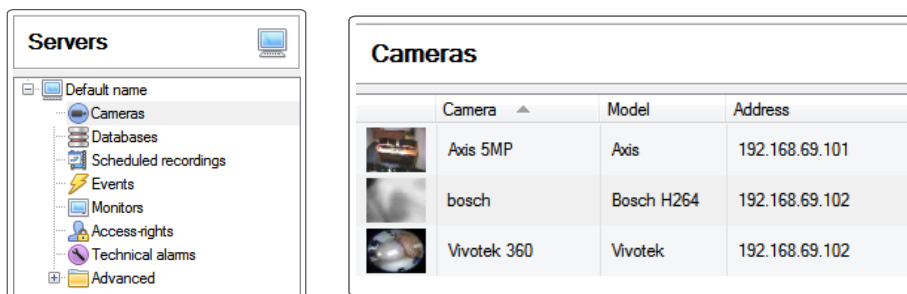 Servers
Default name
Cameras
Databases
Scheduled recordings
Events
Monitors
Access-rights
Technical alarms
Advanced
Cameras
Camera Model Address
Axis 5MP Axis 192.168.69.101
bosch Bosch H264 192.168.69.102
Vivotek 360 Vivotek 192.168.69.102